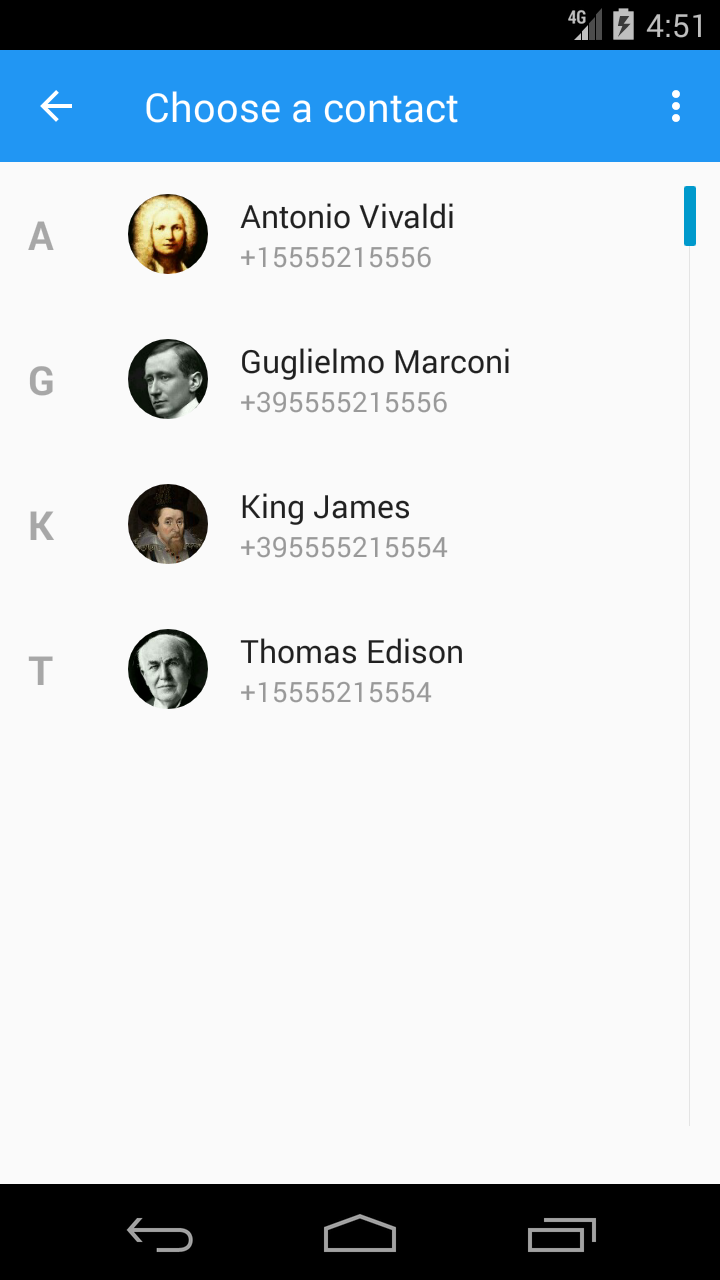 4G 4:51
Choose a contact
A
Antonio Vivaldi
+15555215556
G
Guglielmo Marconi
+395555215556
K
King James
+395555215554
T
Thomas Edison
+15555215554